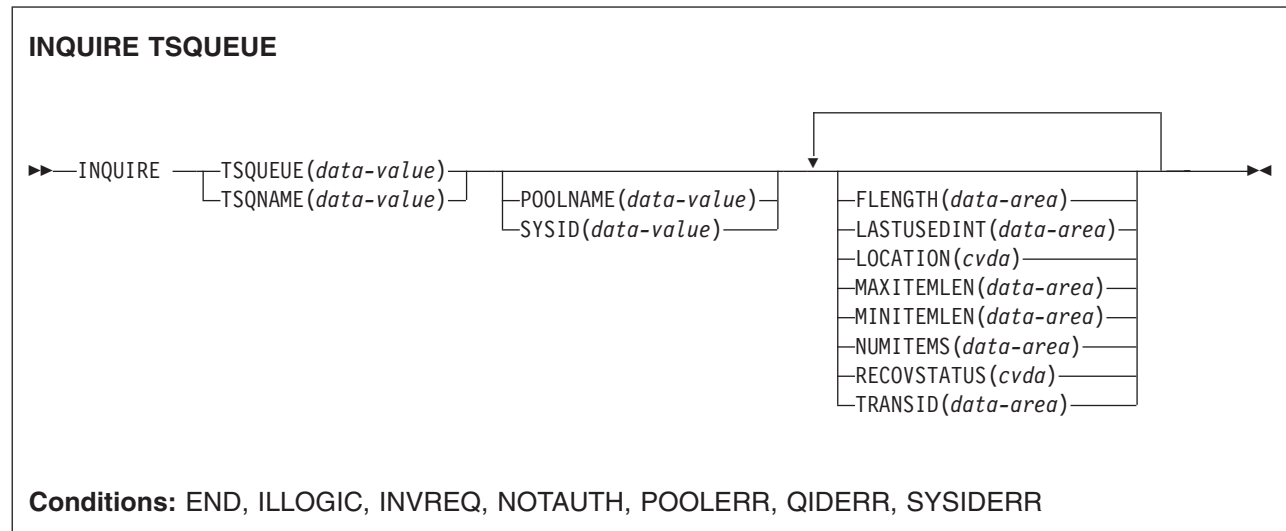 INQUIRE TSQUEUE
INQUIRE TSQUEUE(data-value)
TSQNAME(data-value)
POOLNAME(data-value)
SYSID(data-value)
FLENGTH(data-area)
LASTUSEDINT(data-area)
LOCATION(cvda)
MAXITEMLEN(data-area)
MINITEMLEN(data-area)
NUMITEMS(data-area)
RECOVSTATUS(cvda)
TRANSID(data-area)
Conditions: END, ILLOGIC, INVREQ, NOTAUTH, POOLERR, QIDERR, SYSIDERR